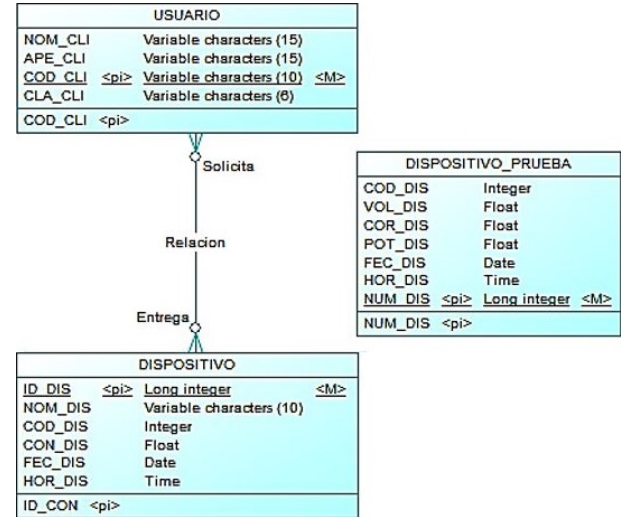 USUARIO
NOM_CLI Variable characters (15)
APE_CLI Variable characters (15)
COD_CLI <pi> Variable characters (10) <M>
CLA_CLI Variable characters (6)
COD_CLI <pi>
Solicita
Relacion
Entrega
DISPOSITIVO_PRUEBA
COD_DIS Integer
VOL_DIS Float
COR_DIS Float
POT_DIS Float
FEC_DIS Date
HOR_DIS Time
NUM_DIS <pi> Long integer <M>
NUM_DIS <pi>
DISPOSITIVO
ID_DIS <pi> Long integer <M>
NOM_DIS Variable characters (10)
COD_DIS Integer
CON_DIS Float
FEC_DIS Date
HOR_DIS Time
ID_CON <pi>